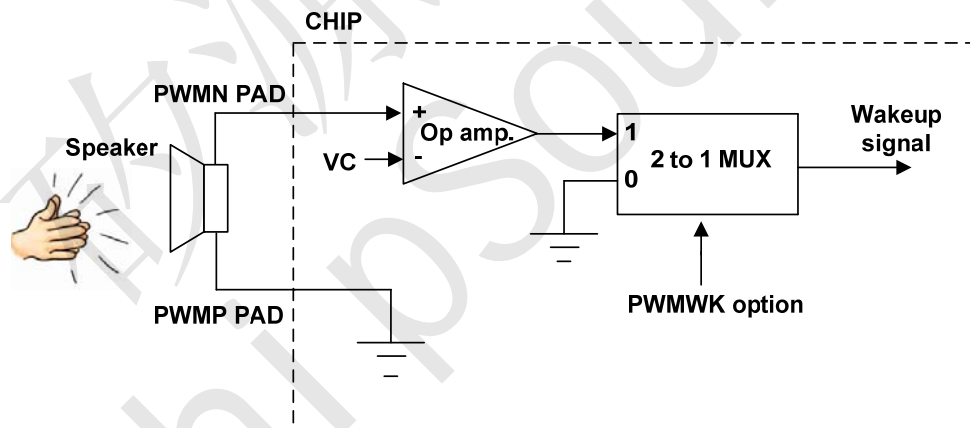 CHIP
PWMN PAD
Speaker
VC
+
Op amp.
-
1
2 to 1 MUX
0
Wakeup
signal
PWMWK option
PWMP PAD